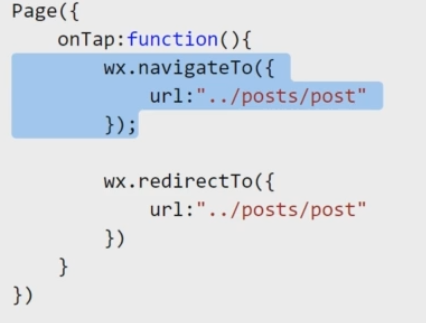 Page({
    onTap:function(){
        wx.navigateTo({
            url:"../posts/post"
        });

        wx.redirectTo({
            url:"../posts/post"
        })
    }
})